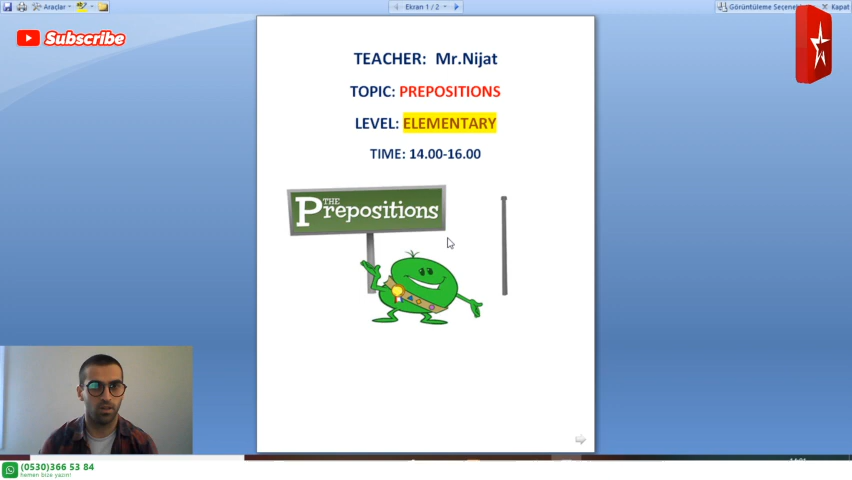 Araçlar
Ekran 1 / 2
Görüntüleme Seçenekl
Kapat
Subscribe
TEACHER: Mr.Nijat
TOPIC: PREPOSITIONS
LEVEL: ELEMENTARY
TIME: 14.00-16.00
THE
Prepositions
(0530)366 53 84
hemen bize yazın!